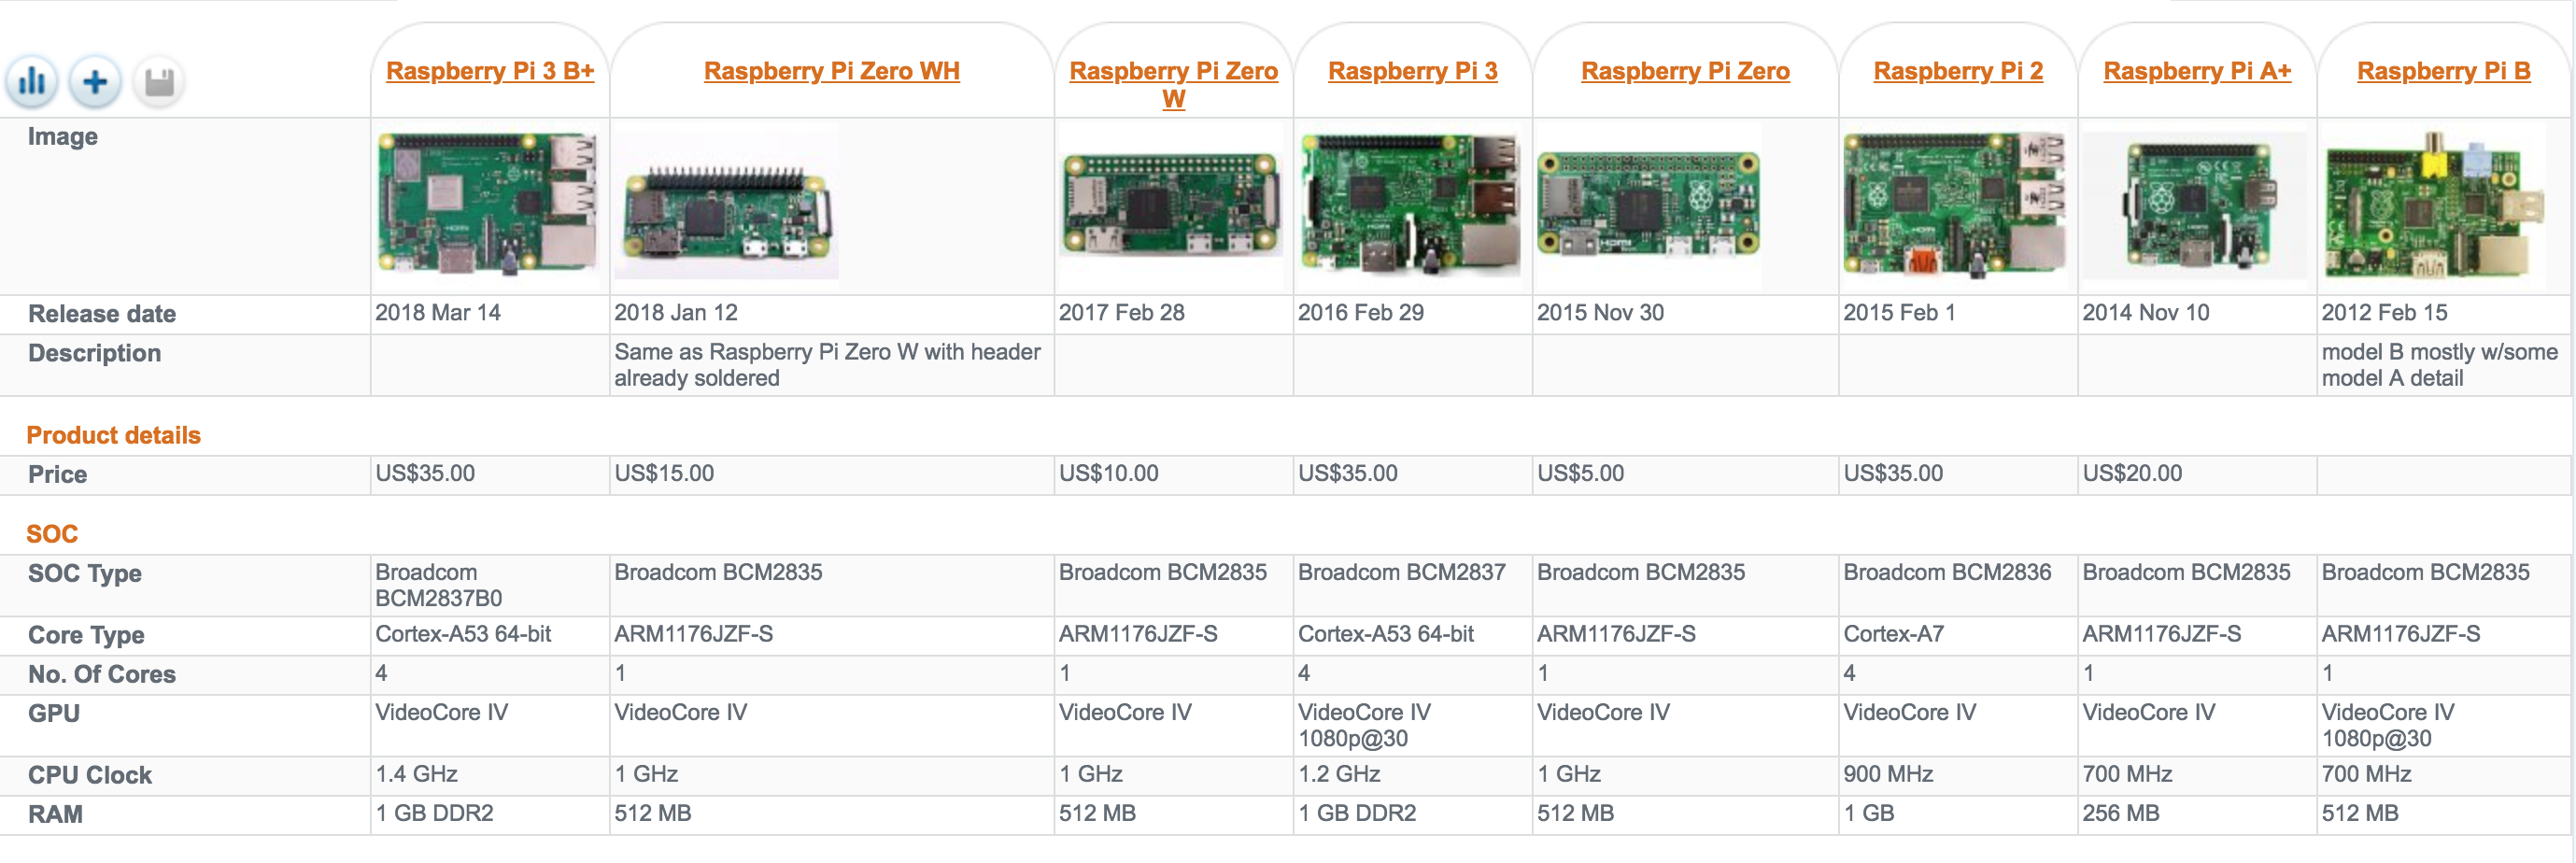 Raspberry Pi 3 B+ Raspberry Pi Zero WH Raspberry Pi Zero W Raspberry Pi 3 Raspberry Pi Zero Raspberry Pi 2 Raspberry Pi A+ Raspberry Pi B
Image
Release date 2018 Mar 14 2018 Jan 12 2017 Feb 28 2016 Feb 29 2015 Nov 30 2015 Feb 1 2014 Nov 10 2012 Feb 15
Description Same as Raspberry Pi Zero W with header model B mostly w/some
already soldered model A detail
Product details
Price US$35.00 US$15.00 US$10.00 US$35.00 US$5.00 US$35.00 US$20.00
SOC
SOC Type Broadcom BCM2837B0 Broadcom BCM2835 Broadcom BCM2835 Broadcom BCM2837 Broadcom BCM2835 Broadcom BCM2836 Broadcom BCM2835 Broadcom BCM2835
Core Type Cortex-A53 64-bit ARM1176JZF-S ARM1176JZF-S Cortex-A53 64-bit ARM1176JZF-S Cortex-A7 ARM1176JZF-S ARM1176JZF-S
No. Of Cores 4 1 1 4 1 4 1 1
GPU VideoCore IV VideoCore IV VideoCore IV VideoCore IV VideoCore IV VideoCore IV VideoCore IV VideoCore IV
1080p@30 1080p@30
CPU Clock 1.4 GHz 1 GHz 1 GHz 1.2 GHz 1 GHz 900 MHz 700 MHz 700 MHz
RAM 1 GB DDR2 512 MB 512 MB 1 GB DDR2 512 MB 1 GB 256 MB 512 MB